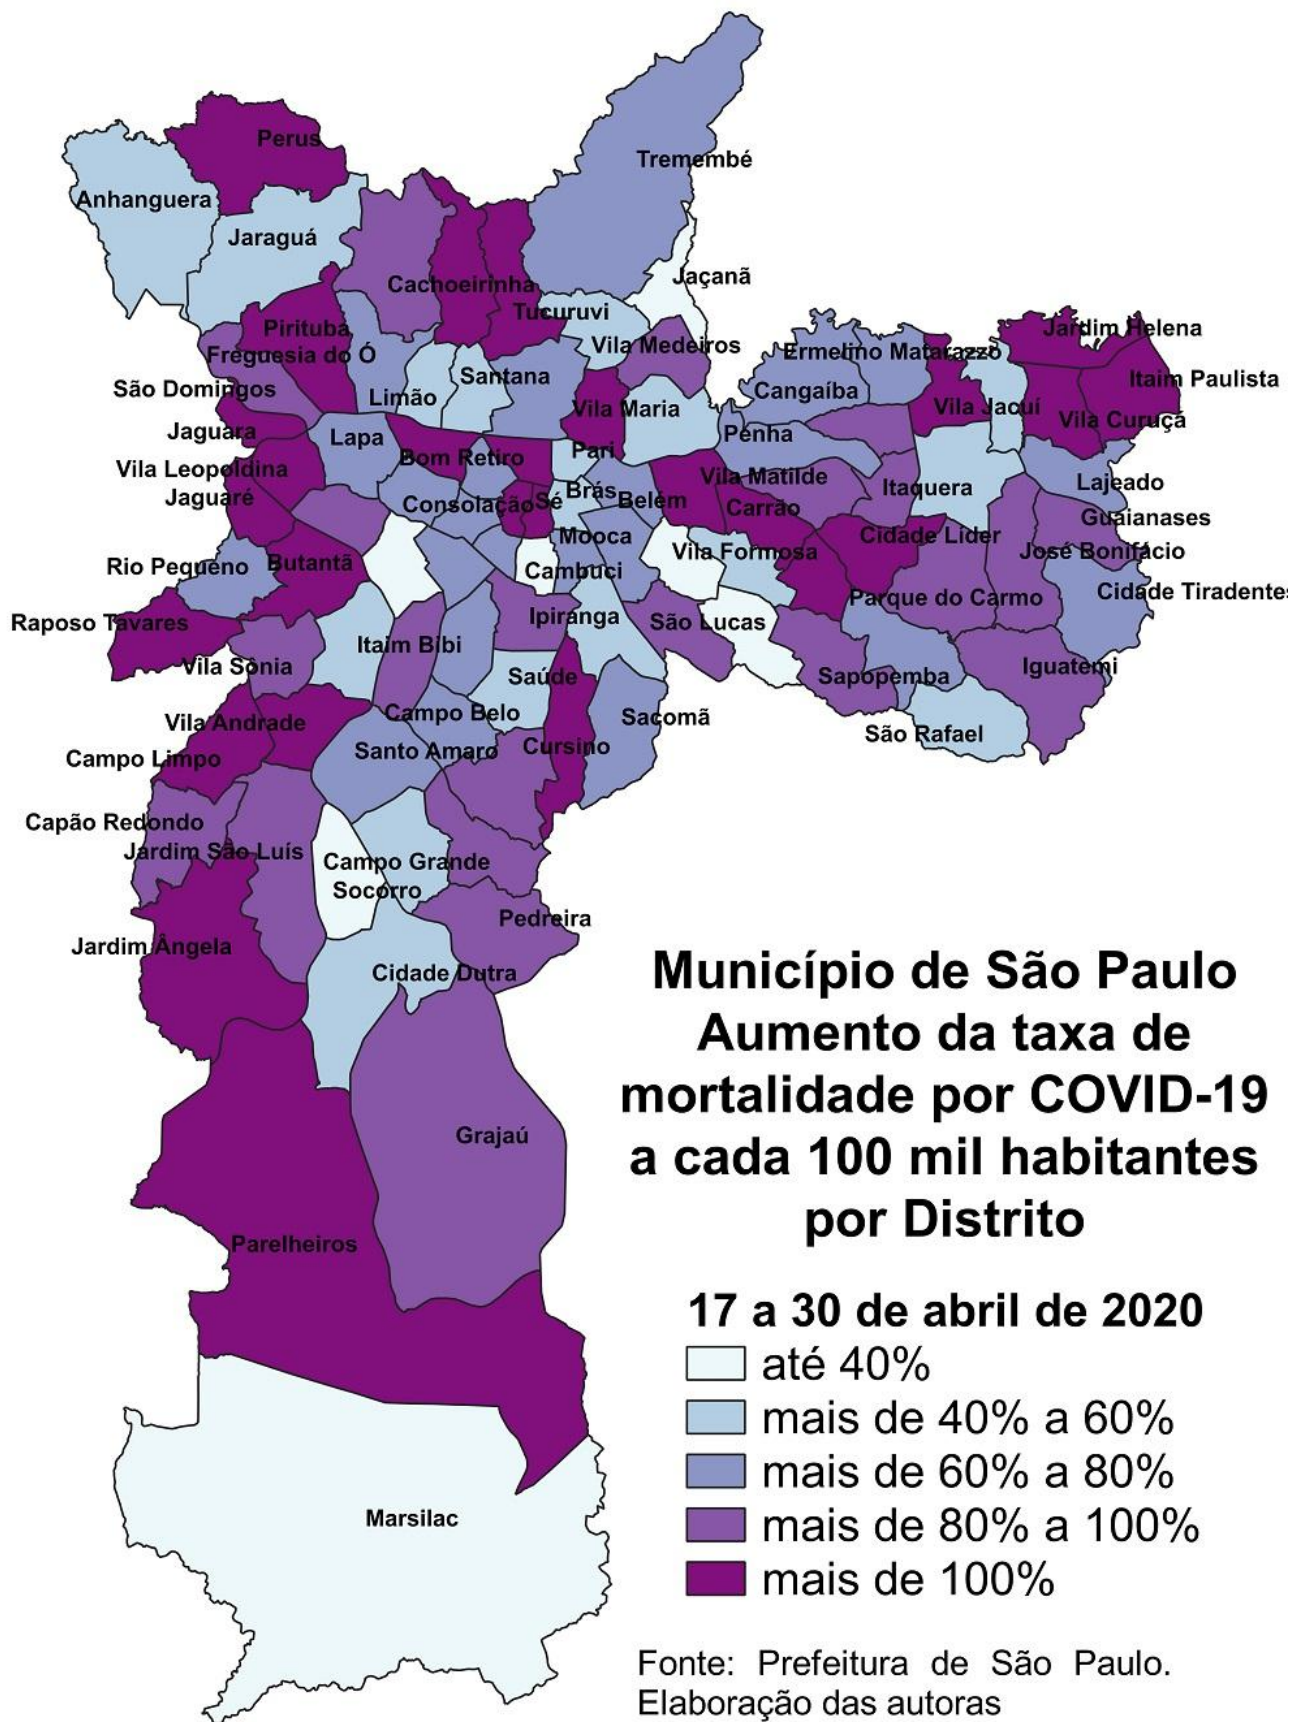 Perus
Tremembé
Anhanguera
Jaraguá
Jaçanã
Cachoeirinha
Tucuruvi
Pirituba
Jardim Helena
Vila Medeiros
Freguesia do Ó
Ermelino Matarazzo
Santana
Itaim Paulista
São Domingos
Cangaíba
Limão
Vila Maria
Vila Jacuí
Vila Curuçá
Jaguara
Lapa
Penha
Pari
Bom Retiro
Vila Leopoldina
Vila Matilde
Lajeado
Itaquera
Brás
Jaguaré
Belém
Consolação
Sé
Carrão
Guaianases
Mooca
Cidade Líder
Vila Formosa
José Bonifácio
Butantã
Rio Pequeno
Cambuci
Cidade Tiradentes
Parque do Carmo
Ipiranga
Raposo Tavares
São Lucas
Itaim Bibi
Vila Sônia
Iguatemi
Saúde
Sapopemba
Campo Belo
Sacomã
Vila Andrade
São Rafael
Cursino
Santo Amaro
Campo Limpo
Capão Redondo
Jardim São Luís
Campo Grande
Socorro
Pedreira
Jardim Ângela
Cidade Dutra
Grajaú
Parelheiros
Marsilac
Município de São Paulo
Aumento da taxa de
mortalidade por COVID-19
a cada 100 mil habitantes
por Distrito
17 a 30 de abril de 2020
até 40%
mais de 40% a 60%
mais de 60% a 80%
mais de 80% a 100%
mais de 100%
Fonte: Prefeitura de São Paulo.
Elaboração das autoras